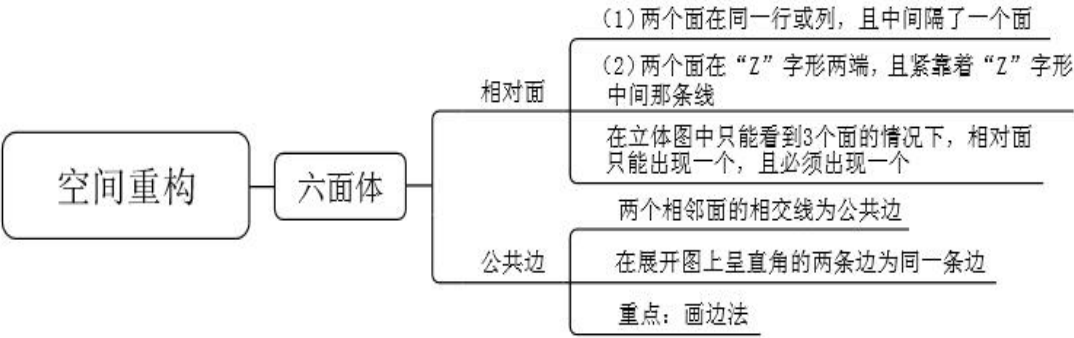 空间重构
六面体
相对面
(1)两个面在同一行或列，且中间隔了一个面
(2)两个面在“Z”字形两端，且紧靠着“Z”字形
中间那条线
在立体图中只能看到3个面的情况下，相对面
只能出现一个，且必须出现一个
公共边
两个相邻面的相交线为公共边
在展开图上呈直角的两条边为同一条边
重点：画边法